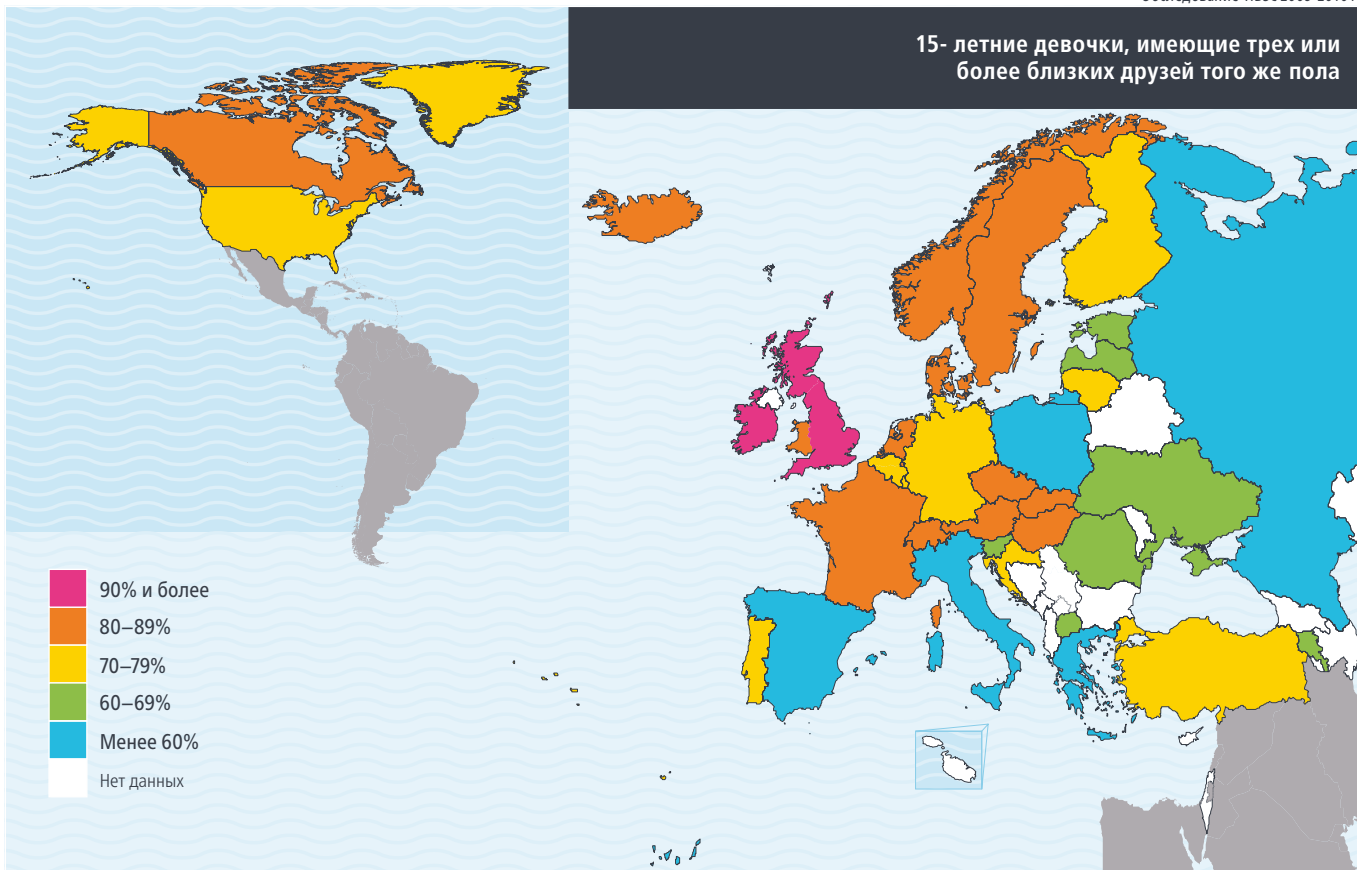 15- летние девочки, имеющие трех или
более близких друзей того же пола
90% и более
80–89%
70–79%
60–69%
Менее 60%
Нет данных